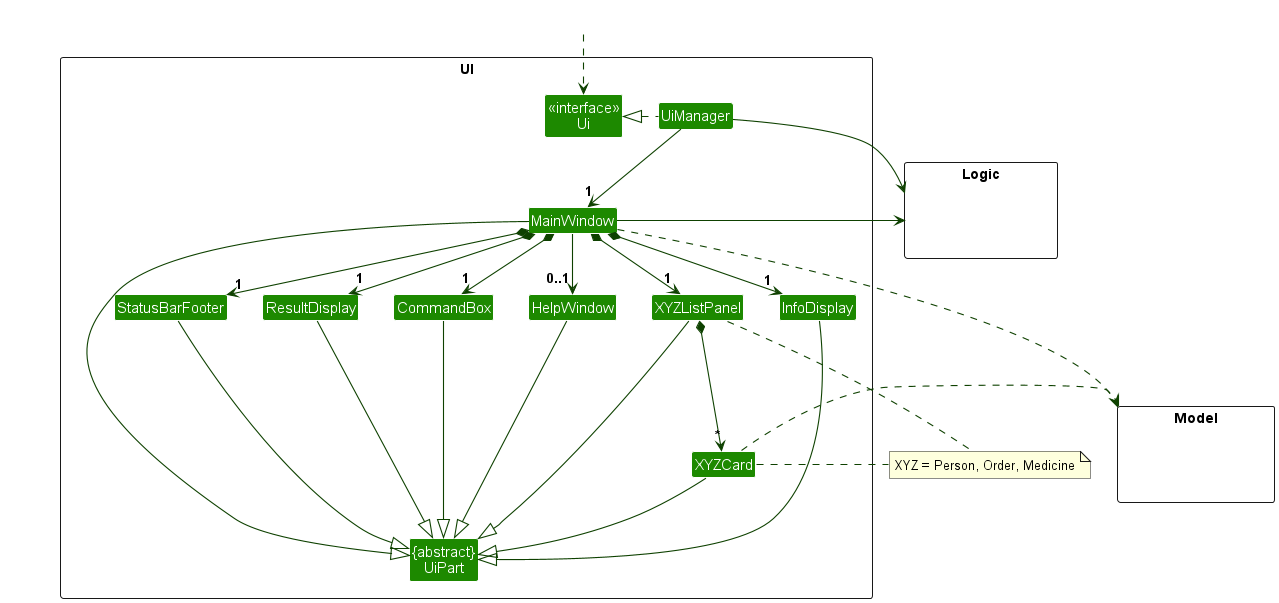 UI
«interface»
Ui
UiManager
Logic
1
MainWindow
1
1
1
0..1
1
1
StatusBarFooter
ResultDisplay
CommandBox
HelpWindow
XYZListPanel
InfoDisplay
Model
*
XYZCard
XYZ = Person, Order, Medicine
{abstract}
UiPart